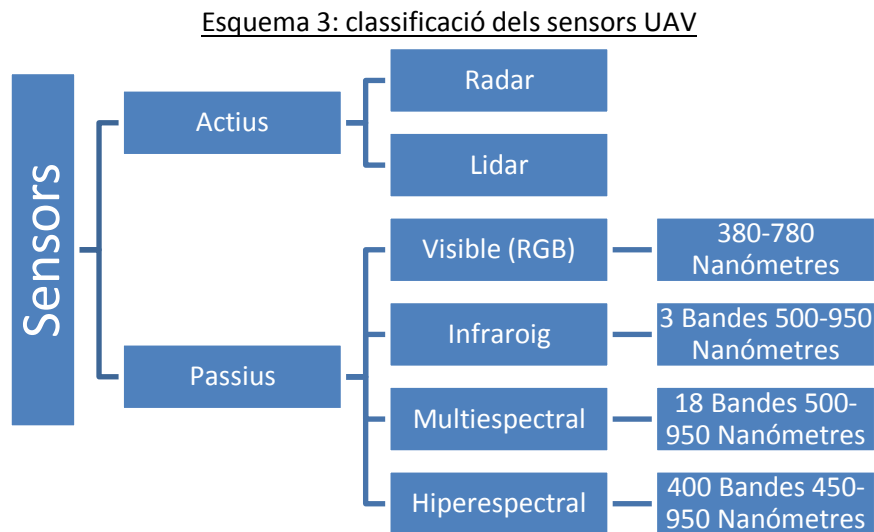 Esquema 3: classificació dels sensors UAV
Sensors
Actius
Radar
Lidar
Passius
Visible (RGB)
380-780
Nanómetres
Infraroig
3 Bandes 500-950
Nanómetres
Multiespectral
18 Bandes 500-
950 Nanómetres
Hiperespectral
400 Bandes 450-
950 Nanómetres